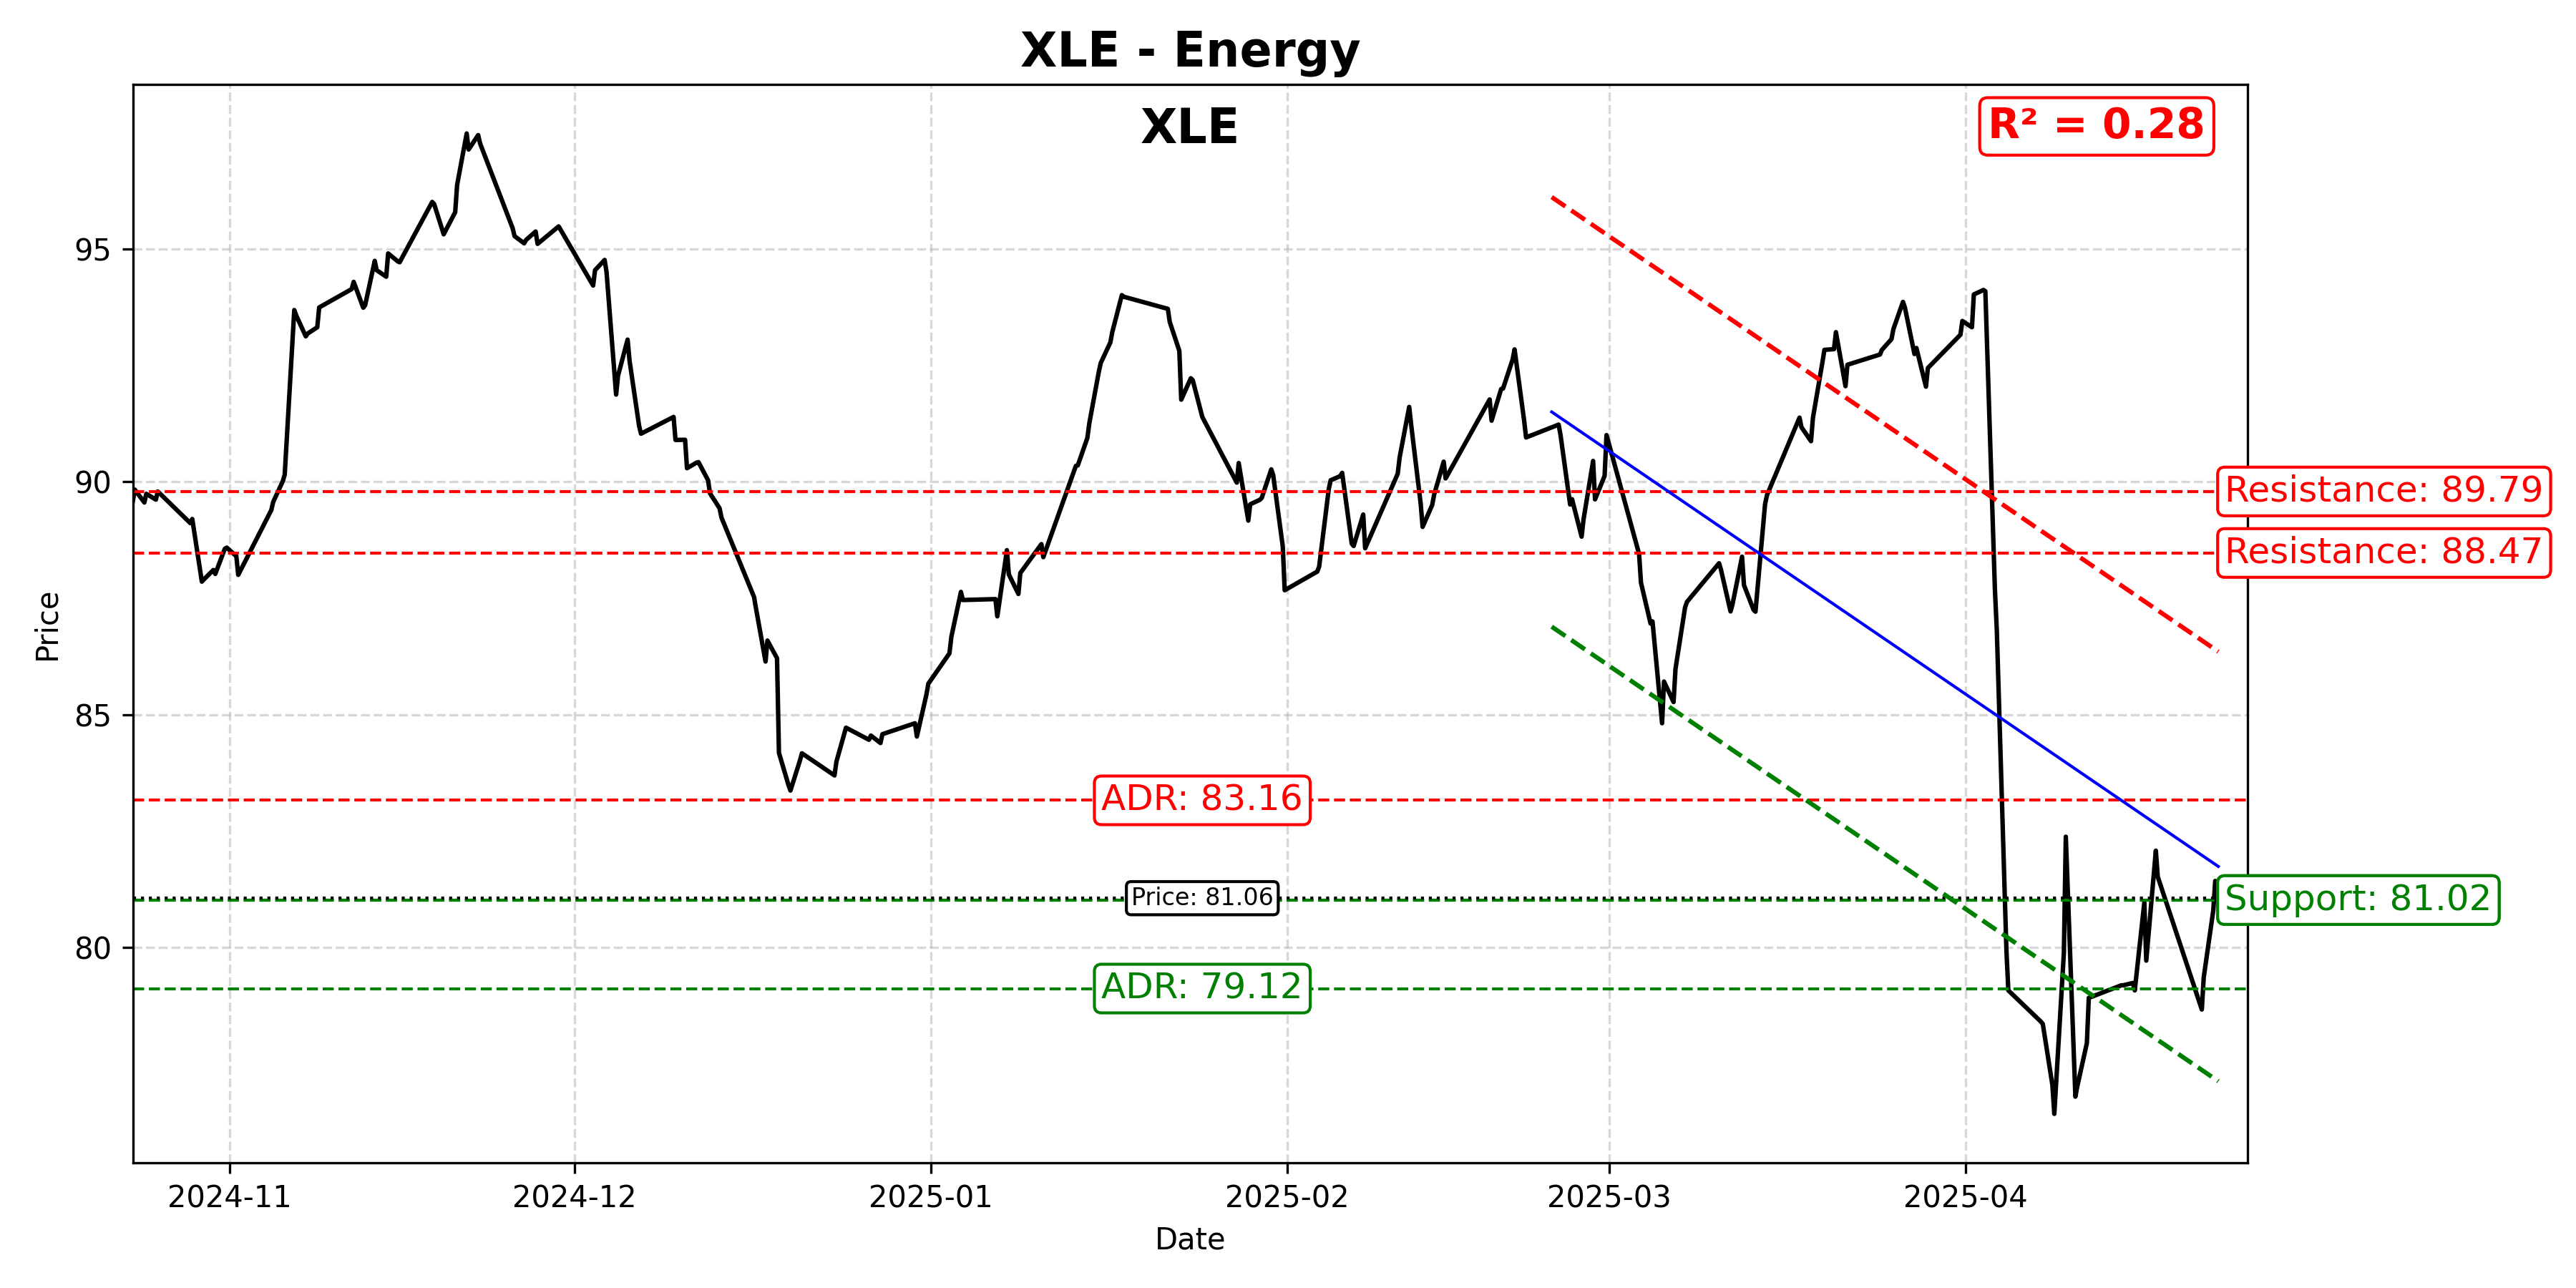 XLE - Energy
XLE
R² = 0.28
95
90
85
80
Price
Resistance: 89.79
Resistance: 88.47
ADR: 83.16
Price: 81.06
Support: 81.02
ADR: 79.12
2024-11
2024-12
2025-01
2025-02
2025-03
2025-04
Date